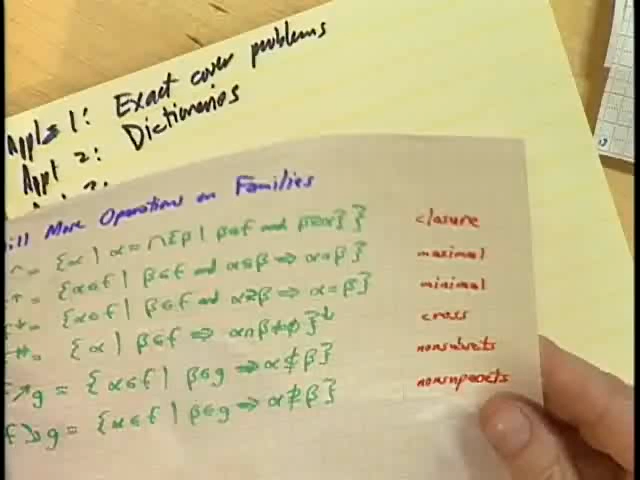 Appl 1: Exact cover problems
Appl 2: Dictionaries
ill More Operations on Families
∩ = {α | α = ∩{β | β∈f and β⊇α}} closure
↑ = {α∈f | β∈f and α⊆β ⇒ α=β} maximal
f↓ = {α∈f | β∈f and α⊇β ⇒ α=β} minimal
f# = {α | β∈f ⇒ α∩β≠∅}↓ cross
f↗g = {α∈f | β∈g ⇒ α⊈β} nonsubsets
f↘g = {α∈f | β∈g ⇒ α⊉β} nonsupersets